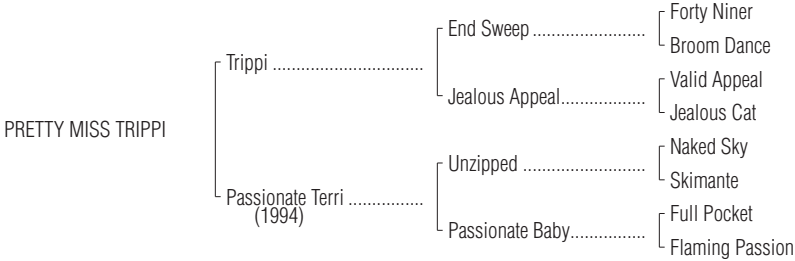 Forty Niner
End Sweep ........................
Broom Dance
Trippi ................................
Valid Appeal
Jealous Appeal..................
Jealous Cat
PRETTY MISS TRIPPI
Naked Sky
Unzipped ..........................
Skimante
Passionate Terri ................
(1994)
Full Pocket
Passionate Baby................
Flaming Passion